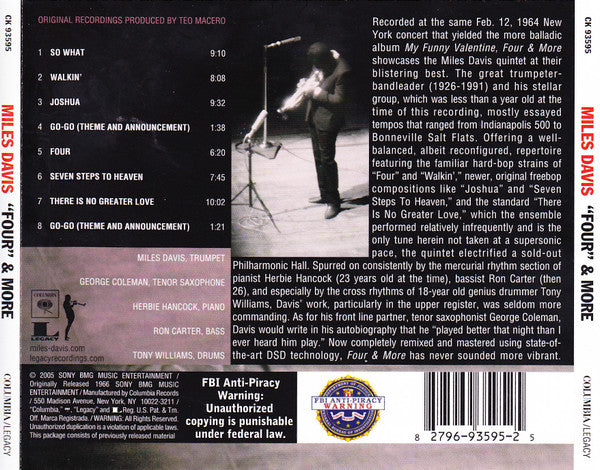 CK 93595
MILES DAVIS "FOUR" & MORE
COLUMBIA/LEGACY
ORIGINAL RECORDINGS PRODUCED BY TEO MACERO
1 SO WHAT 9:10
2 WALKIN' 8:08
3 JOSHUA 9:32
4 GO-GO (THEME AND ANNOUNCEMENT) 1:38
5 FOUR 6:16
6 SEVEN STEPS TO HEAVEN 7:45
7 THERE IS NO GREATER LOVE 10:02
8 GO-GO (THEME AND ANNOUNCEMENT) 1:21
MILES DAVIS, TRUMPET
GEORGE COLEMAN, TENOR SAXOPHONE
HERBIE HANCOCK, PIANO
RON CARTER, BASS
TONY WILLIAMS, DRUMS
COLUMBIA
L
LEGACY
miles-davis.com
legacyrecordings.com
Recorded at the same Feb. 12, 1964 New
York concert that yielded the more balladic
album My Funny Valentine, Four & More
showcases the Miles Davis quintet at their
blistering best. The great trumpeter-
bandleader (1926-1991) and his stellar
group, which was less than a year old at the
time of this recording, mostly essayed
tempos that ranged from Indianapolis 500 to
Bonneville Salt Flats. Offering a well-
balanced, albeit reconfigured, repertoire
featuring the familiar hard-bop strains of
"Four" and "Walkin'," newer, original freebop
compositions like "Joshua" and "Seven
Steps To Heaven," and the standard "There
Is No Greater Love," which the ensemble
performed relatively infrequently and is the
only tune herein not taken at a supersonic
pace, the quintet electrified a sold-out
Philharmonic Hall. Spurred on consistently by the mercurial rhythm section of
pianist Herbie Hancock (23 years old at the time), bassist Ron Carter (then
26), and especially by the cross rhythms of 18-year old genius drummer Tony
Williams, Davis' work, particularly in the upper register, was seldom more
commanding. As for his front line partner, tenor saxophonist George Coleman,
Davis would write in his autobiography that he "played better that night than I
ever heard him play." Now completely remixed and mastered using state-of-
the-art DSD technology, Four & More has never sounded more vibrant.
© 2005 SONY BMG MUSIC ENTERTAINMENT /
Originally Released 1966 SONY BMG MUSIC
ENTERTAINMENT / Manufactured by Columbia Records /
550 Madison Avenue, New York, NY 10022-3211 /
"Columbia," "Legacy" and Reg. U.S. Pat. & Tm.
Off. Marca Registrada / WARNING: All Rights Reserved.
Unauthorized duplication is a violation of applicable laws.
This package consists of previously released material
FBI Anti-Piracy
Warning:
Unauthorized
copying is punishable
under federal law.
FBI ANTI-PIRACY
WARNING
8 2796-93595-2 5
CK 93595
MILES DAVIS "FOUR" & MORE
COLUMBIA/LEGACY